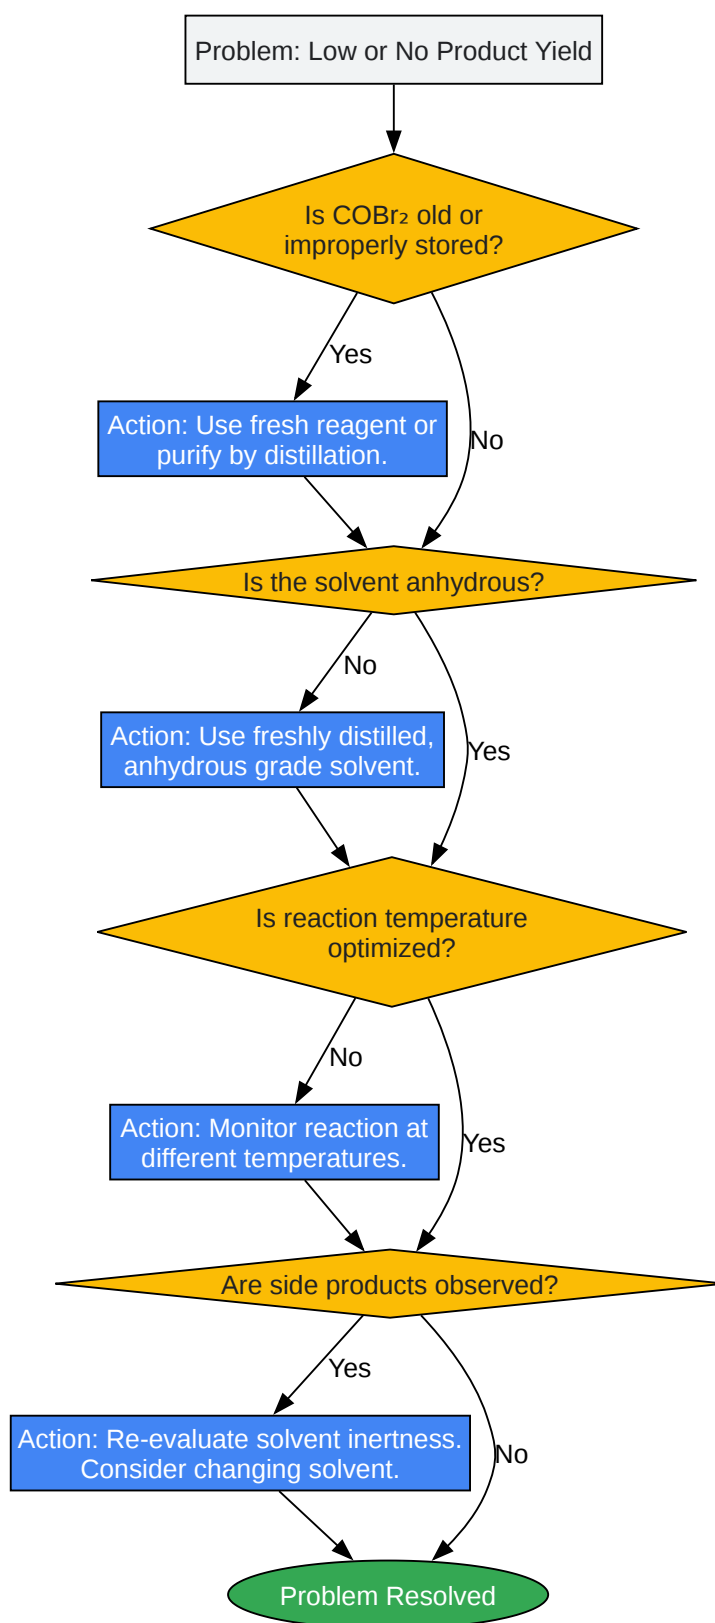 Problem: Low or No Product Yield
Is COBr₂ old or
improperly stored?
Yes
Action: Use fresh reagent or
purify by distillation.
No
Is the solvent anhydrous?
No
Action: Use freshly distilled,
anhydrous grade solvent.
Yes
Is reaction temperature
optimized?
No
Action: Monitor reaction at
different temperatures.
Yes
Are side products observed?
Yes
Action: Re-evaluate solvent inertness.
Consider changing solvent.
No
Problem Resolved